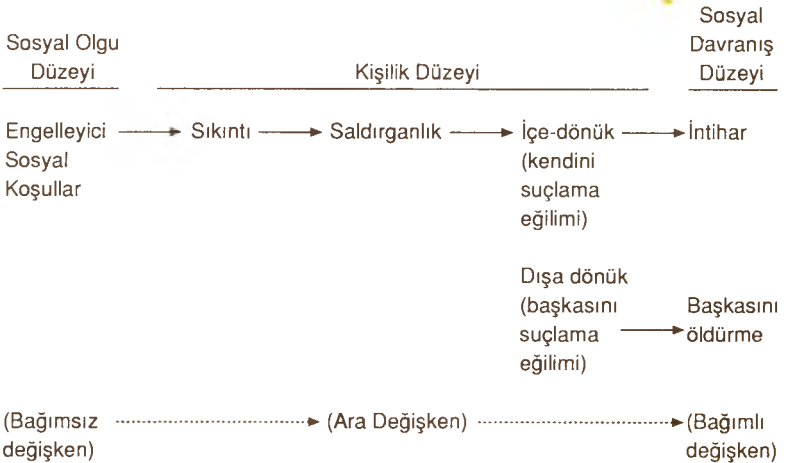 Sosyal Olgu
Düzeyi
Kişilik Düzeyi
Sosyal
Davranış
Düzeyi
Engelleyici
Sosyal
Koşullar
Sıkıntı
Saldırganlık
İçe-dönük
(kendini
suçlama
eğilimi)
İntihar
Dışa dönük
(başkasını
suçlama
eğilimi)
Başkasını
öldürme
(Bağımsız
değişken)
(Ara Değişken)
(Bağımlı
değişken)